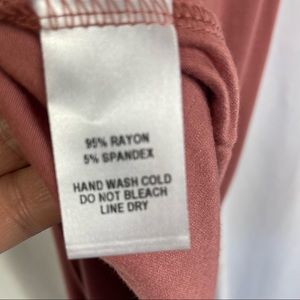 95% RAYON
5% SPANDEX
HAND WASH COLD
DO NOT BLEACH
LINE DRY